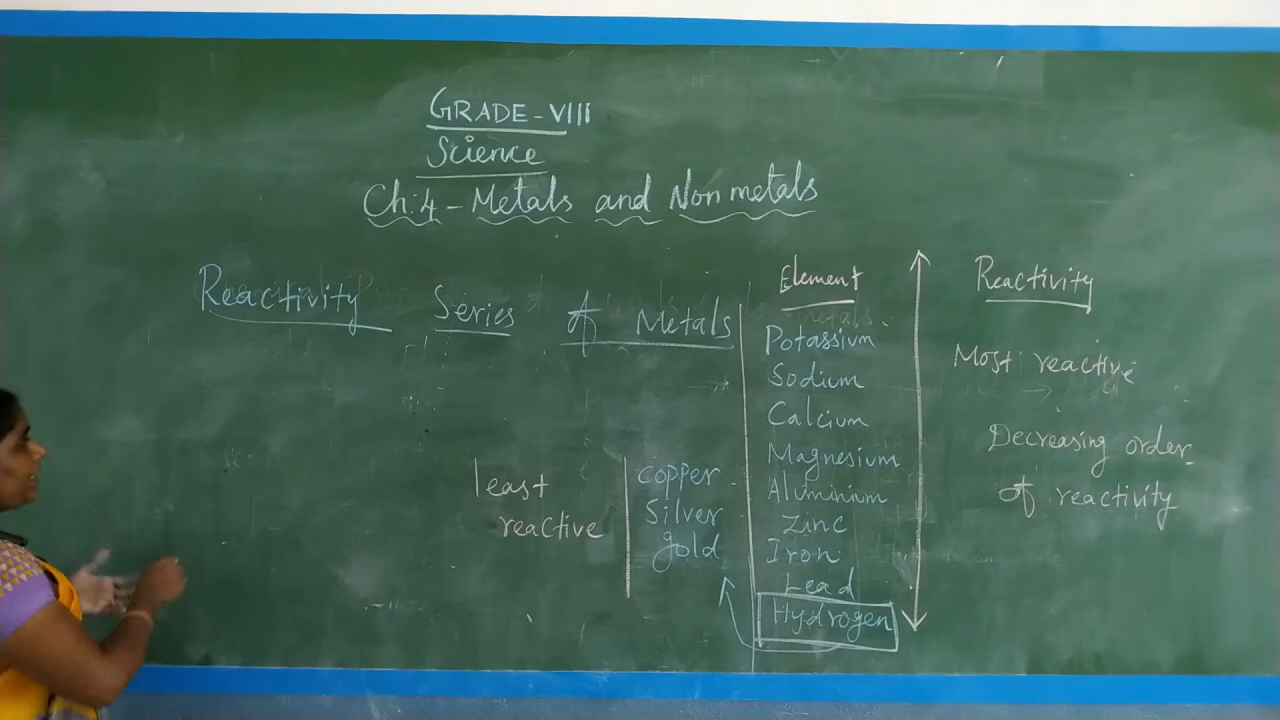 GRADE-VIII
Science
Ch:4 - Metals and Non metals
Reactivity Series of Metals
Element
Potassium
Sodium
Calcium
Magnesium
Aluminium
Zinc
Iron
Lead
Hydrogen
copper
Silver
gold
least
reactive
Reactivity
Most reactive
Decreasing order
of reactivity